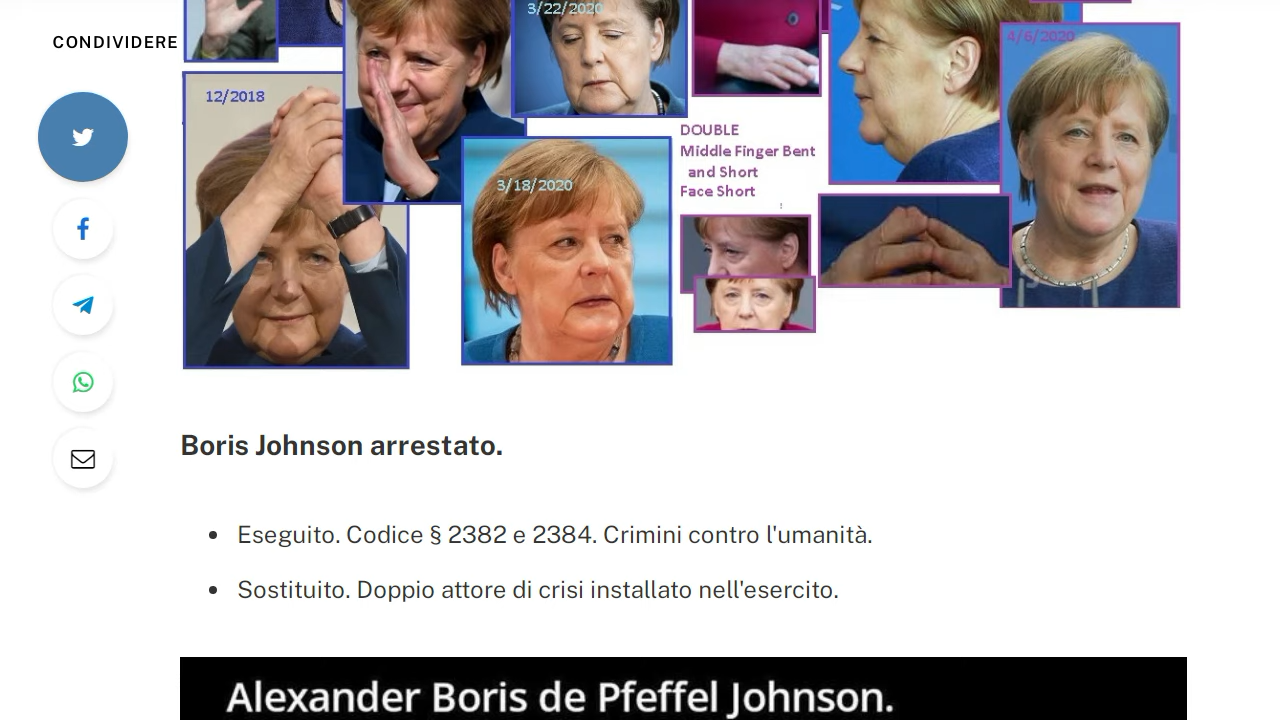 3/22/2020
CONDIVIDERE
4/6/2020
12/2018
DOUBLE
Middle Finger Bent
and Short
Face Short
3/18/2020
Boris Johnson arrestato.
Eseguito. Codice § 2382 e 2384. Crimini contro l'umanità.
Sostituito. Doppio attore di crisi installato nell'esercito.
Alexander Boris de Pfeffel Johnson.